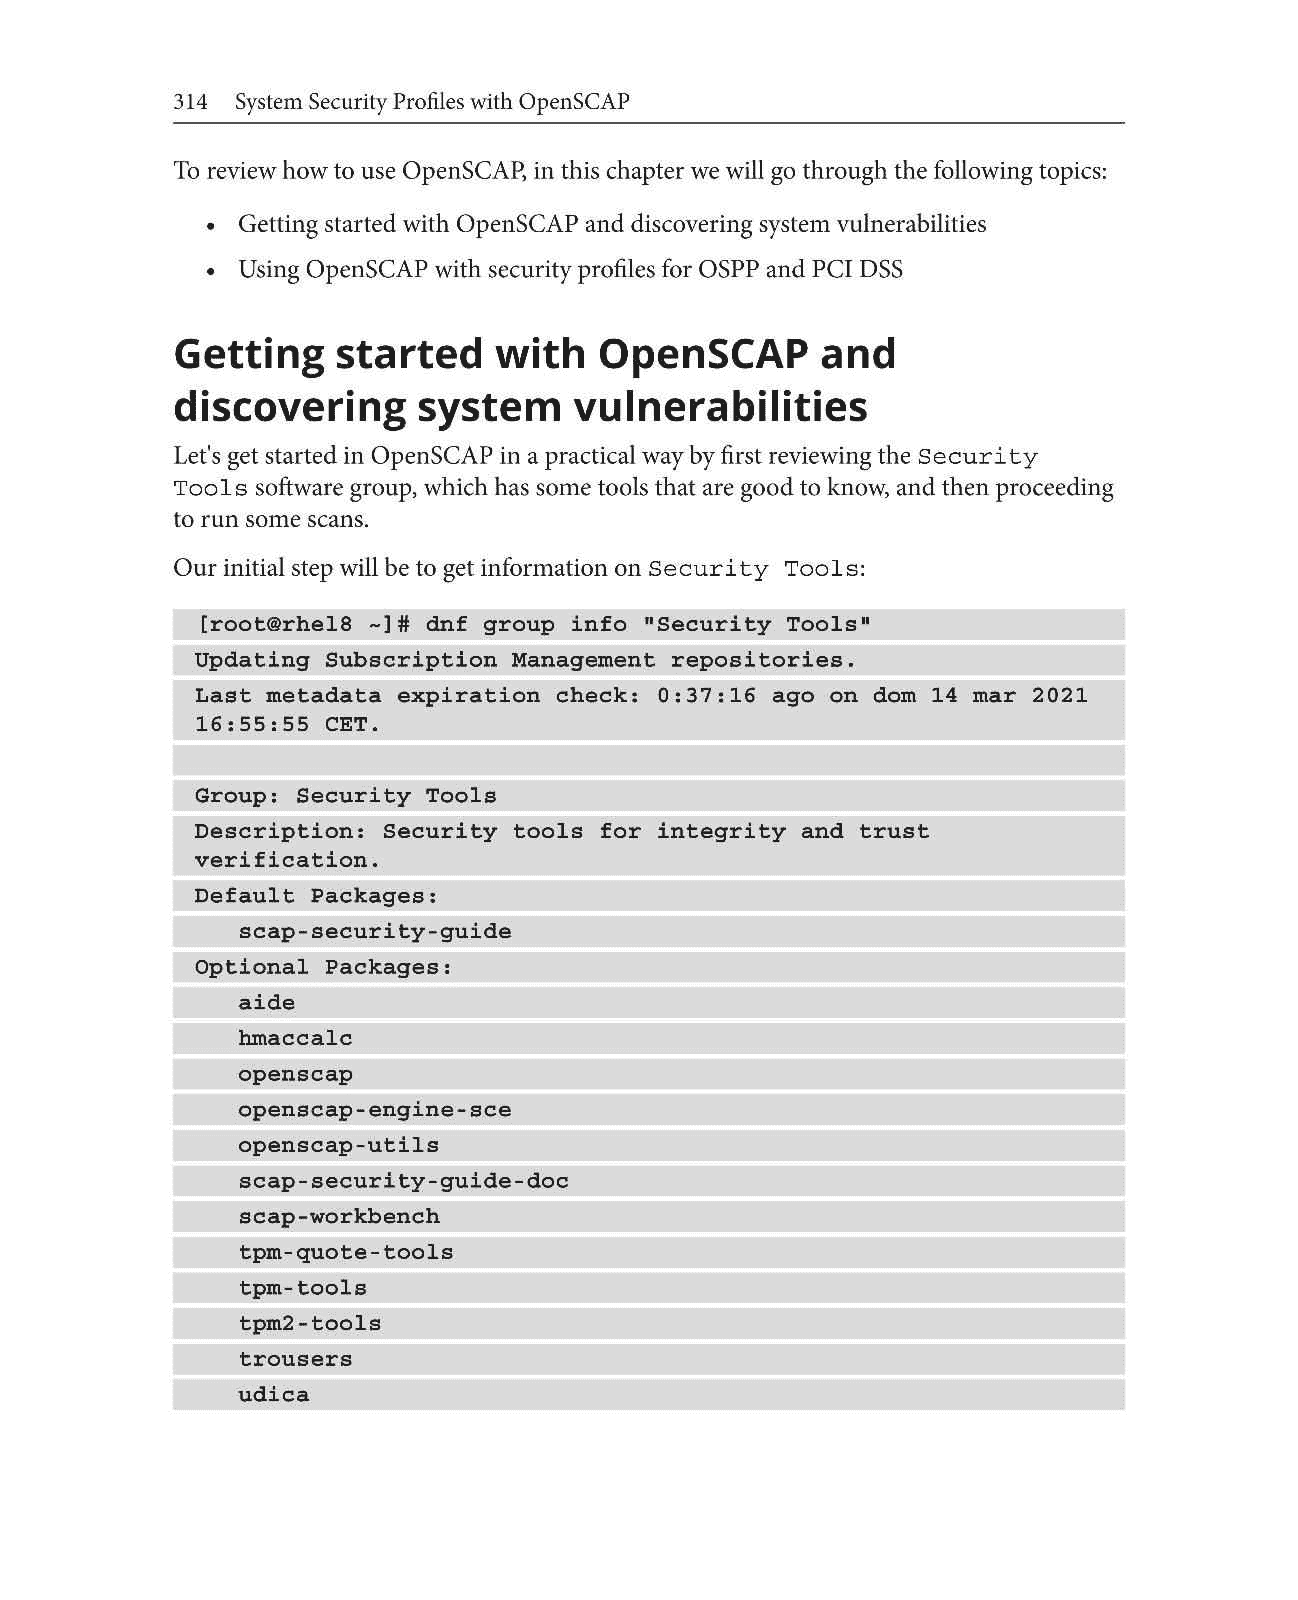 314 System Security Profiles with OpenSCAP
To review how to use OpenSCAP, in this chapter we will go through the following topics:
• Getting started with OpenSCAP and discovering system vulnerabilities
• Using OpenSCAP with security profiles for OSPP and PCI DSS
Getting started with OpenSCAP and
discovering system vulnerabilities
Let's get started in OpenSCAP in a practical way by first reviewing the Security
Tools software group, which has some tools that are good to know, and then proceeding
to run some scans.
Our initial step will be to get information on Security Tools:
[root@rhel8 ~]# dnf group info "Security Tools"
Updating Subscription Management repositories.
Last metadata expiration check: 0:37:16 ago on dom 14 mar 2021
16:55:55 CET.
Group: Security Tools
Description: Security tools for integrity and trust
verification.
Default Packages:
scap-security-guide
Optional Packages:
aide
hmaccalc
openscap
openscap-engine-sce
openscap-utils
scap-security-guide-doc
scap-workbench
tpm-quote-tools
tpm-tools
tpm2-tools
trousers
udica